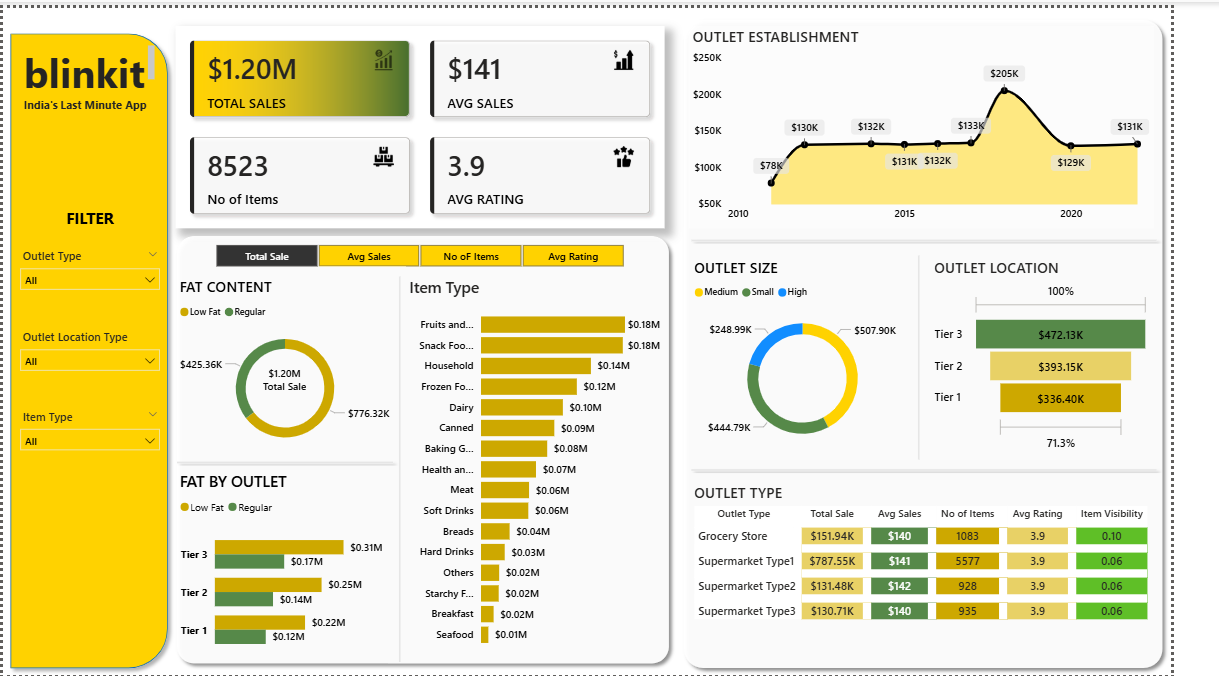 blinkit
India's Last Minute App
FILTER
Outlet Type
All
Outlet Location Type
All
Item Type
All
$1.20M
TOTAL SALES
$141
AVG SALES
8523
No of Items
3.9
AVG RATING
Total Sale
Avg Sales
No oF Items
Avg Rating
FAT CONTENT
Low Fat Regular
$425.36K
$1.20M
Total Sale
$776.32K
FAT BY OUTLET
Low Fat Regular
Tier 3 $0.31M
$0.17M
Tier 2 $0.25M
$0.14M
Tier 1 $0.22M
$0.12M
Item Type
Fruits and... $0.18M
Snack Foo... $0.18M
Household $0.14M
Frozen Fo... $0.12M
Dairy $0.10M
Canned $0.09M
Baking G... $0.08M
Health an... $0.07M
Meat $0.06M
Soft Drinks $0.06M
Breads $0.04M
Hard Drinks $0.03M
Others $0.02M
Starchy F... $0.02M
Breakfast $0.02M
Seafood $0.01M
OUTLET ESTABLISHMENT
$250K
$200K
$150K
$100K
$50K
$78K
$130K
$132K
$131K
$132K
$133K
$205K
$129K
$131K
2010 2015 2020
OUTLET SIZE
Medium Small High
$248.99K
$507.90K
$444.79K
OUTLET LOCATION
100%
Tier 3 $472.13K
Tier 2 $393.15K
Tier 1 $336.40K
71.3%
OUTLET TYPE
Outlet Type Total Sale Avg Sales No of Items Avg Rating Item Visibility
Grocery Store $151.94K $140 1083 3.9 0.10
Supermarket Type1 $787.55K $141 5577 3.9 0.06
Supermarket Type2 $131.48K $142 928 3.9 0.06
Supermarket Type3 $130.71K $140 935 3.9 0.06